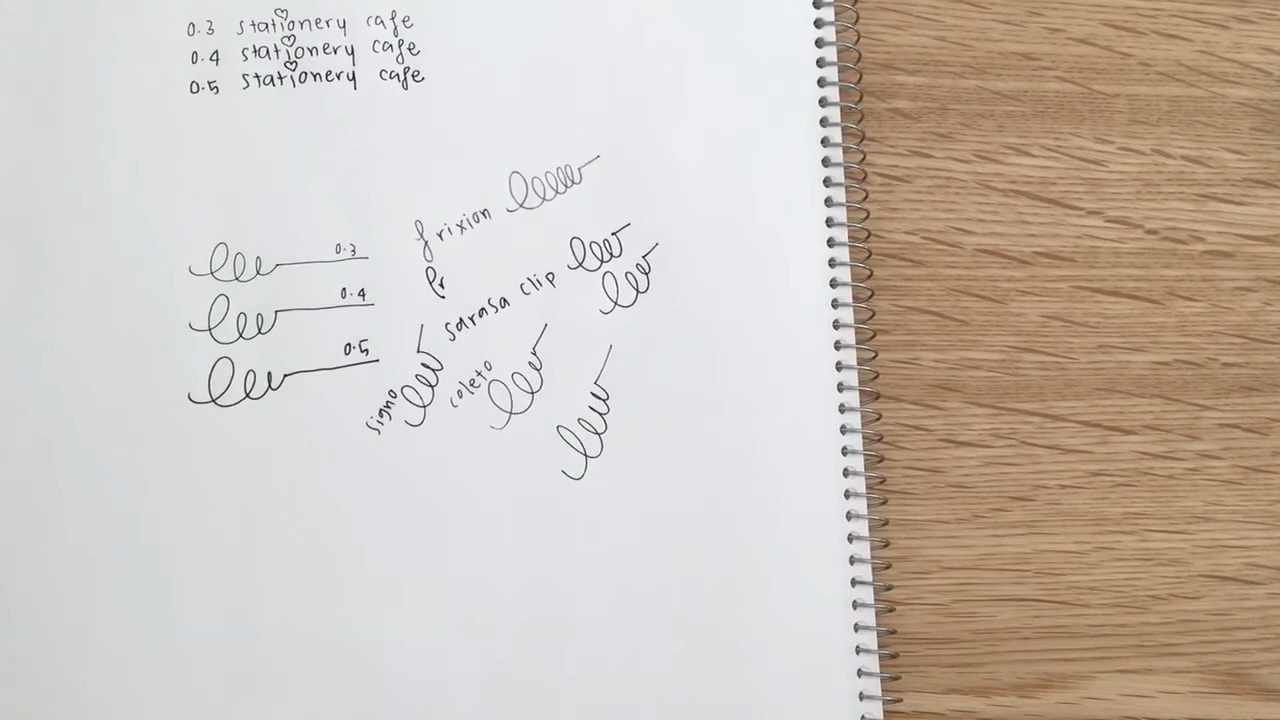 0.3 stationery cafe
0.4 stationery cafe
0.5 stationery cafe
0.3
0.4
0.5
frixion
Pr
sarasa clip
signo
coleto